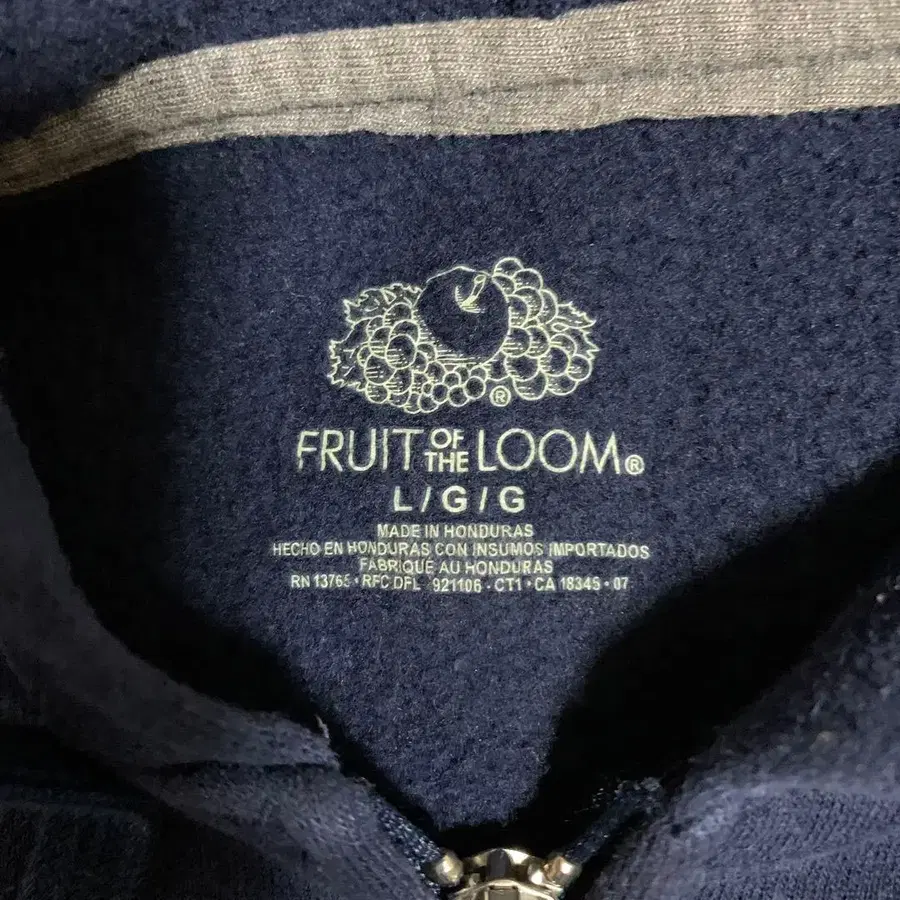 ®
FRUIT OF THE LOOM®
L / G / G
MADE IN HONDURAS
HECHO EN HONDURAS CON INSUMOS IMPORTADOS
FABRIQUE AU HONDURAS
RN 13765 • RFC DFL 921106 • CT1 • CA 18345 • 07